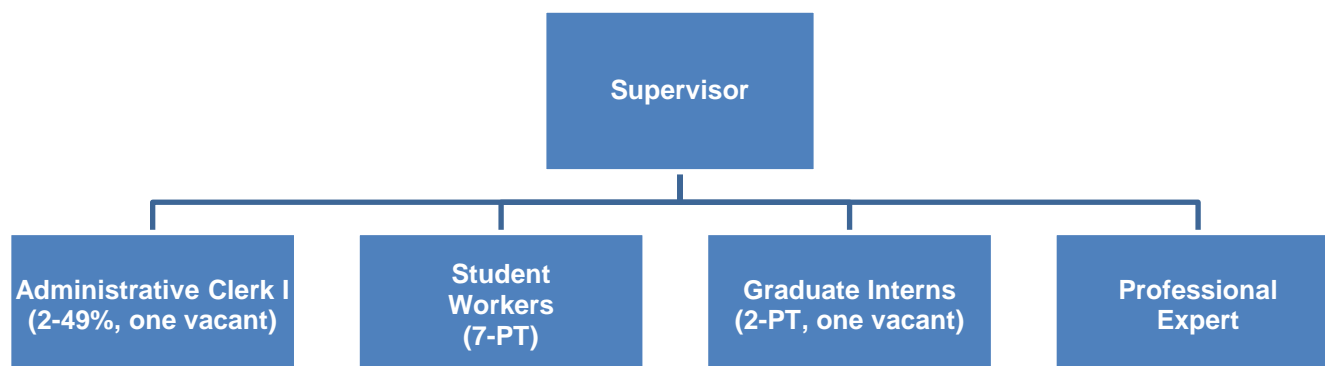 Supervisor
Administrative Clerk I
(2-49%, one vacant)
Student
Workers
(7-PT)
Graduate Interns
(2-PT, one vacant)
Professional
Expert